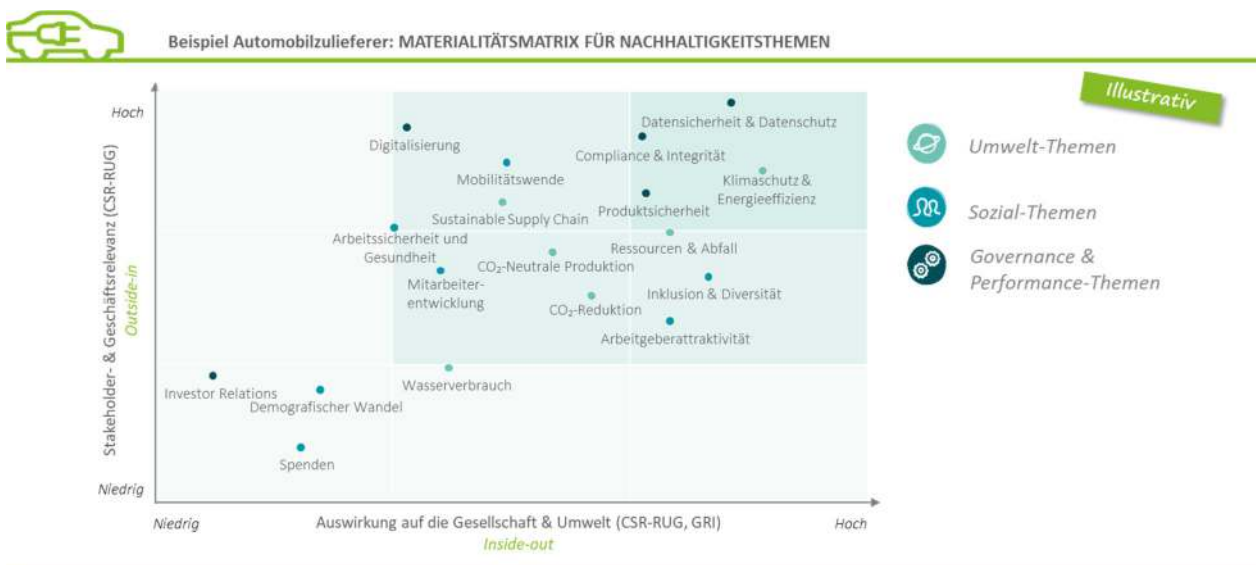 Beispiel Automobilzulieferer: MATERIALITÄTSMATRIX FÜR NACHHALTIGKEITSTHEMEN
Illustrativ
Hoch
Stakeholder- & Geschäftsrelevanz (CSR-RUG)
Outside-in
Niedrig
Datensicherheit & Datenschutz
Digitalisierung
Compliance & Integrität
Mobilitätswende
Klimaschutz &
Energieeffizienz
Sustainable Supply Chain
Produktsicherheit
Arbeitssicherheit und
Gesundheit
Ressourcen & Abfall
CO₂-Neutrale Produktion
Mitarbeiter-
entwicklung
Inklusion & Diversität
CO₂-Reduktion
Arbeitgeberattraktivität
Wasserverbrauch
Investor Relations
Demografischer Wandel
Spenden
Niedrig
Auswirkung auf die Gesellschaft & Umwelt (CSR-RUG, GRI)
Hoch
Inside-out
Umwelt-Themen
Sozial-Themen
Governance &
Performance-Themen